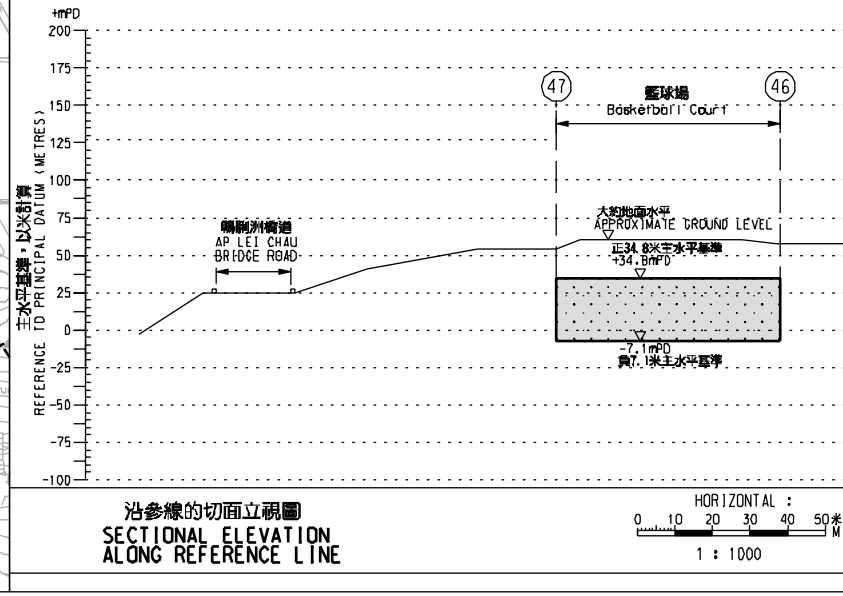 +mPD
200
175
150
125
100
75
50
25
0
-25
-50
-75
-100
主水平基準，以米計算
REFERENCE TO PRINCIPAL DATUM (METRES)
47
46
籃球場
Basketball Court
鴨脷洲橋道
AP LEI CHAU
BRIDGE ROAD
大約地面水平
APPROXIMATE GROUND LEVEL
正34.8米主水平基準
+34.8mPD
-7.1mPD
負7.1米主水平基準
沿參線的切面立視圖
SECTIONAL ELEVATION
ALONG REFERENCE LINE
HORIZONTAL :
0 10 20 30 40 50米
M
1 : 1000